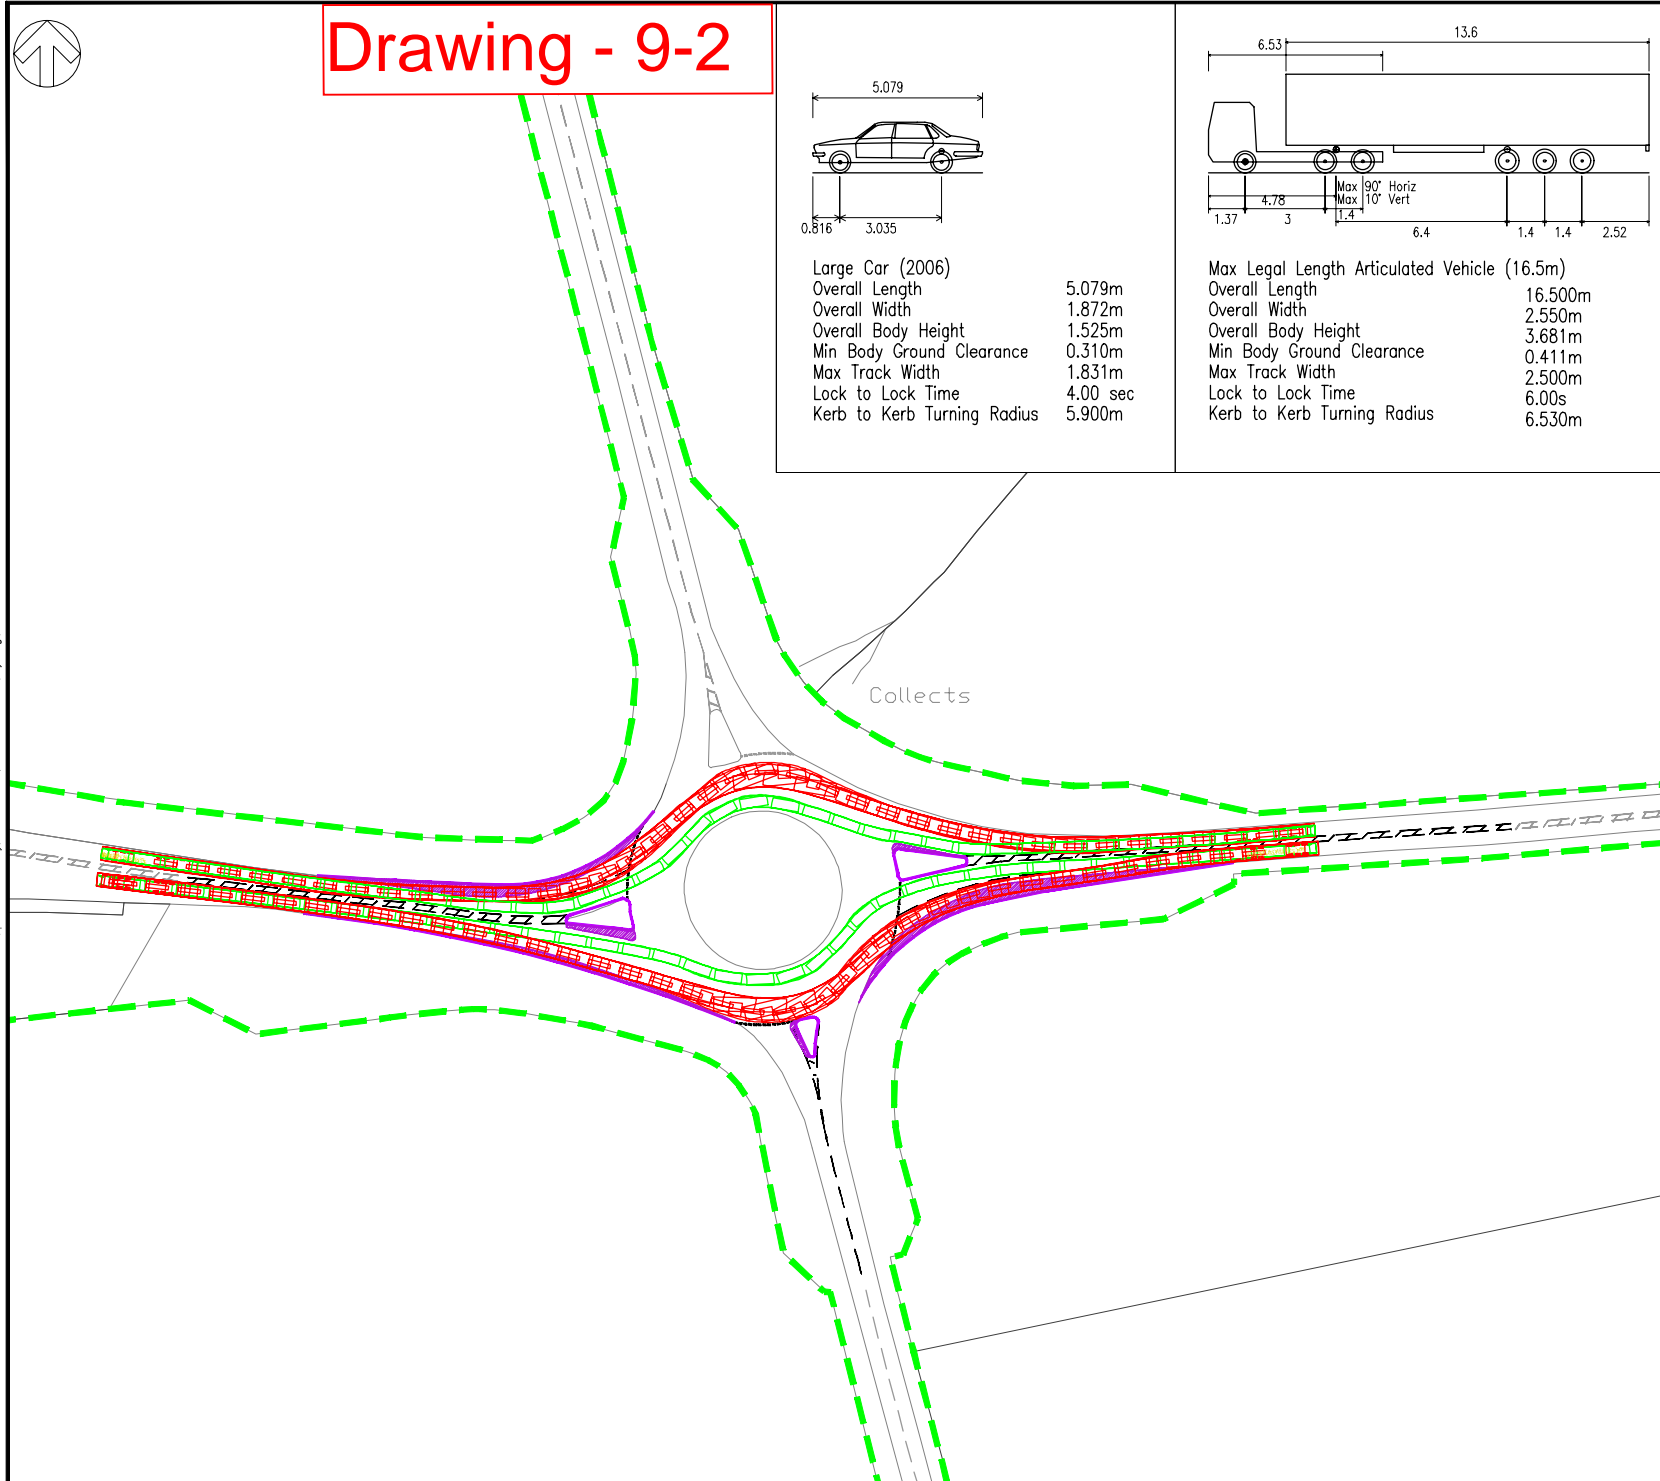 Drawing - 9-2
5.079
0.816 3.035
Large Car (2006)
Overall Length 5.079m
Overall Width 1.872m
Overall Body Height 1.525m
Min Body Ground Clearance 0.310m
Max Track Width 1.831m
Lock to Lock Time 4.00 sec
Kerb to Kerb Turning Radius 5.900m
13.6
6.53
Max 90° Horiz
Max 10° Vert
4.78
1.37 3 1.4
6.4 1.4 1.4 2.52
Max Legal Length Articulated Vehicle (16.5m)
Overall Length 16.500m
Overall Width 2.550m
Overall Body Height 3.681m
Min Body Ground Clearance 0.411m
Max Track Width 2.500m
Lock to Lock Time 6.00s
Kerb to Kerb Turning Radius 6.530m
Collects